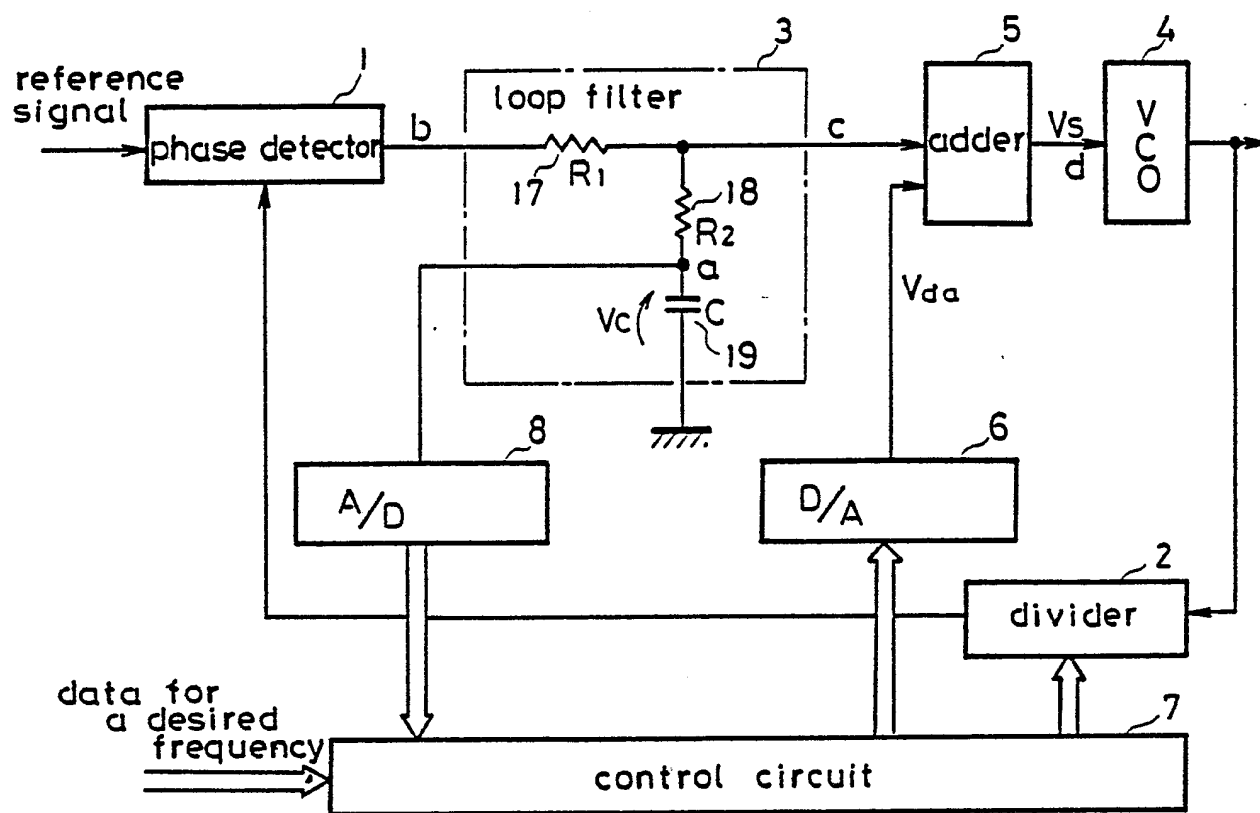 1
3
5
4
reference
signal
phase detector
b
loop filter
17
R1
18
R2
a
Vc
C
19
c
adder
Vs
d
VCO
Vda
8
A/D
6
D/A
2
divider
data for
a desired
frequency
7
control circuit